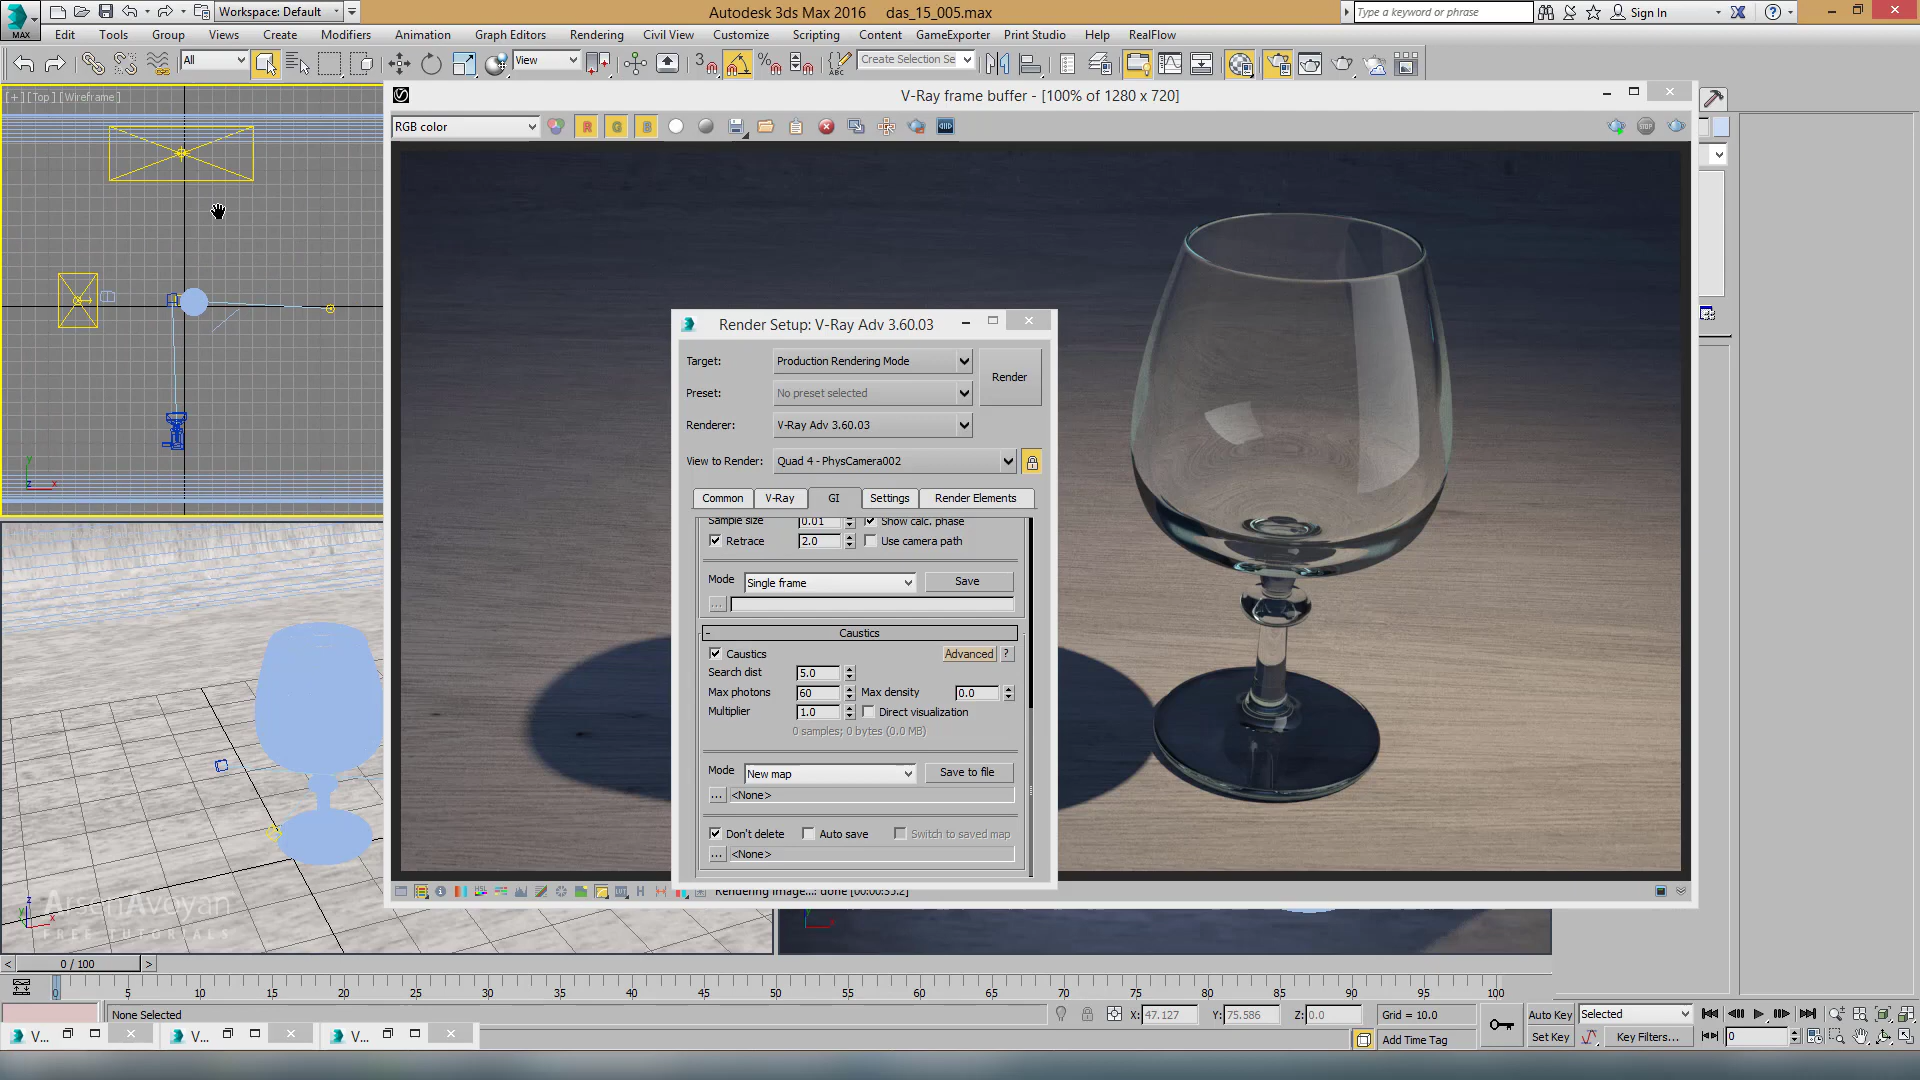 Workspace: Default
Autodesk 3ds Max 2016 das_15_005.max
Type a keyword or phrase
Sign In
MAX
Edit Tools Group Views Create Modifiers Animation Graph Editors Rendering Civil View Customize Scripting Content GameExporter Print Studio Help RealFlow
All
View
3
ABC
Create Selection Se
[+] [Top] [Wireframe]
V-Ray frame buffer - [100% of 1280 x 720]
RGB color
R G B
STOP
Render Setup: V-Ray Adv 3.60.03
Target: Production Rendering Mode
Render
Preset: No preset selected
Renderer: V-Ray Adv 3.60.03
View to Render: Quad 4 - PhysCamera002
Common V-Ray GI Settings Render Elements
Sample size 0.01 Show calc. phase
Retrace 2.0 Use camera path
Mode Single frame Save
...
- Caustics
Caustics Advanced ?
Search dist 5.0
Max photons 60 Max density 0.0
Multiplier 1.0 Direct visualization
0 samples; 0 bytes (0.0 MB)
Mode New map Save to file
... <None>
Don't delete Auto save Switch to saved map
... <None>
Rendering image...: done [00:00:55.2]
ArsenAvoyan
FREE TUTORIALS
< 0 / 100 >
0 5 10 15 20 25 30 35 40 45 50 55 60 65 70 75 80 85 90 95 100
None Selected
X: 47.127 Y: 75.586 Z: 0.0 Grid = 10.0
Auto Key Selected
V... V... V...
Add Time Tag
Set Key Key Filters... 0